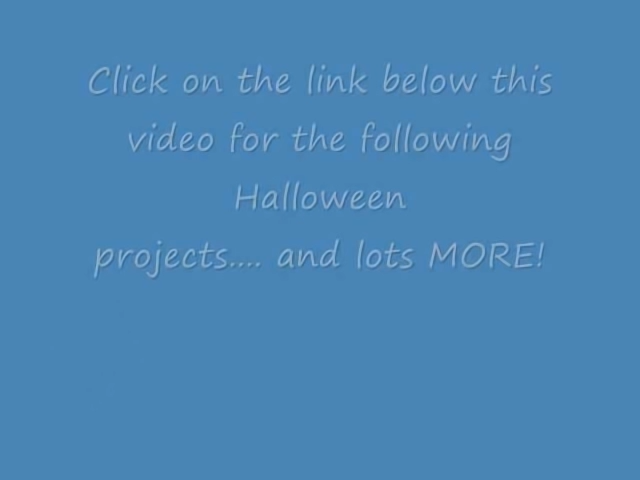 Click on the link below this
video for the following
Halloween
projects.... and lots MORE!